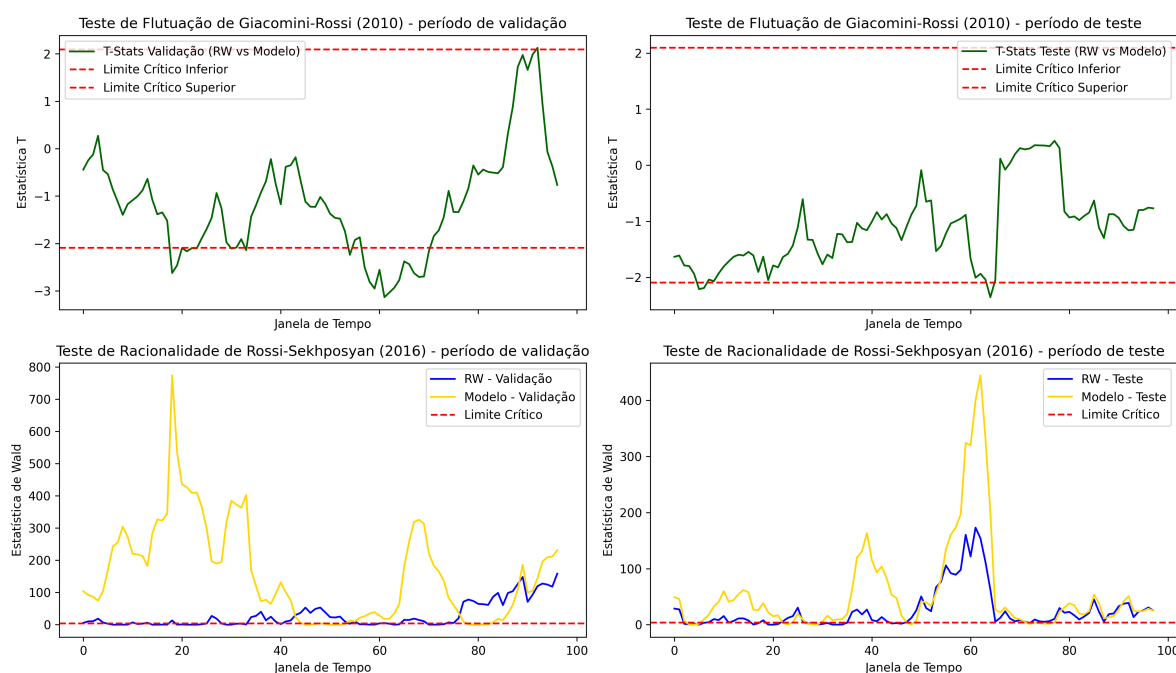 Teste de Flutuação de Giacomini-Rossi (2010) - período de validação
Estatística T
2
1
0
−1
−2
−3
T-Stats Validação (RW vs Modelo)
Limite Crítico Inferior
Limite Crítico Superior
Janela de Tempo
Teste de Flutuação de Giacomini-Rossi (2010) - período de teste
Estatística T
2
1
0
−1
−2
T-Stats Teste (RW vs Modelo)
Limite Crítico Inferior
Limite Crítico Superior
Janela de Tempo
Teste de Racionalidade de Rossi-Sekhposyan (2016) - período de validação
Estatística de Wald
800
700
600
500
400
300
200
100
0
RW - Validação
Modelo - Validação
Limite Crítico
0 20 40 60 80 100
Janela de Tempo
Teste de Racionalidade de Rossi-Sekhposyan (2016) - período de teste
Estatística de Wald
400
300
200
100
0
RW - Teste
Modelo - Teste
Limite Crítico
0 20 40 60 80 100
Janela de Tempo